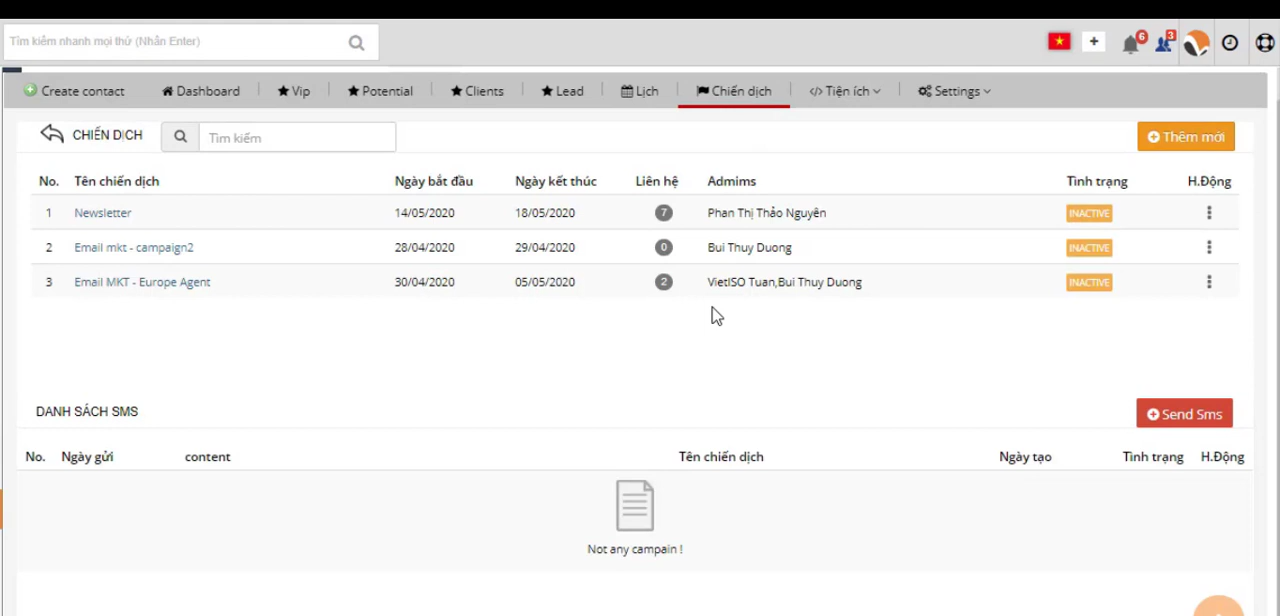 Tìm kiếm nhanh mọi thứ (Nhấn Enter)
+ 6 3
Create contact Dashboard Vip Potential Clients Lead Lịch Chiến dịch </> Tiện ích Settings
CHIẾN DỊCH Tìm kiếm Thêm mới
No. Tên chiến dịch Ngày bắt đầu Ngày kết thúc Liên hệ Admims Tình trạng H.Động
1 Newsletter 14/05/2020 18/05/2020 7 Phan Thị Thảo Nguyên INACTIVE
2 Email mkt - campaign2 28/04/2020 29/04/2020 0 Bui Thuy Duong INACTIVE
3 Email MKT - Europe Agent 30/04/2020 05/05/2020 2 VietISO Tuan,Bui Thuy Duong INACTIVE
DANH SÁCH SMS Send Sms
No. Ngày gửi content Tên chiến dịch Ngày tạo Tình trạng H.Động
Not any campain !